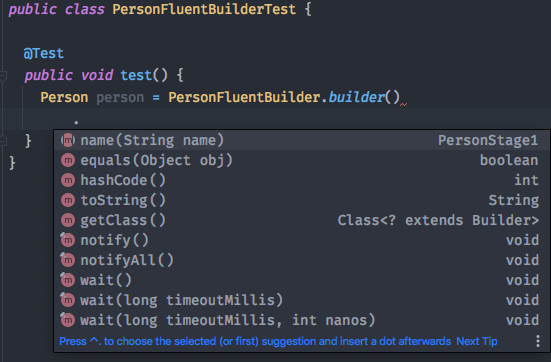 public class PersonFluentBuilderTest {
@Test
public void test() {
Person person = PersonFluentBuilder.builder()
.
}
}
name(String name) PersonStage1
equals(Object obj) boolean
hashCode() int
toString() String
getClass() Class<? extends Builder>
notify() void
notifyAll() void
wait() void
wait(long timeoutMillis) void
wait(long timeoutMillis, int nanos) void
Press ^. to choose the selected (or first) suggestion and insert a dot afterwards Next Tip